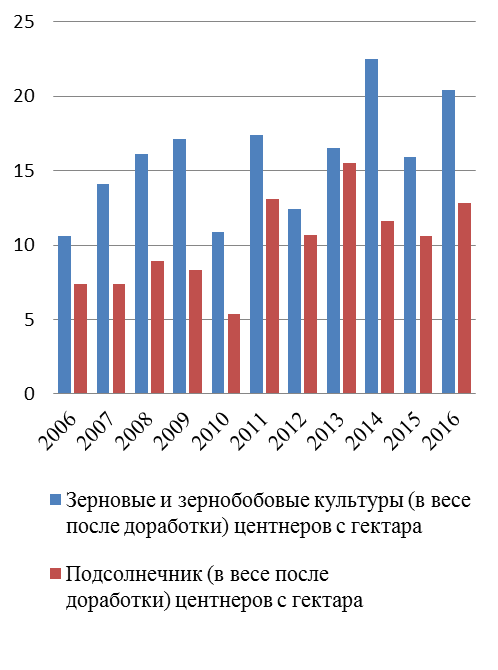 25
20
15
10
5
0
2006 2007 2008 2009 2010 2011 2012 2013 2014 2015 2016
Зерновые и зернобобовые культуры (в весе
после доработки) центнеров с гектара
Подсолнечник (в весе после
доработки) центнеров с гектара